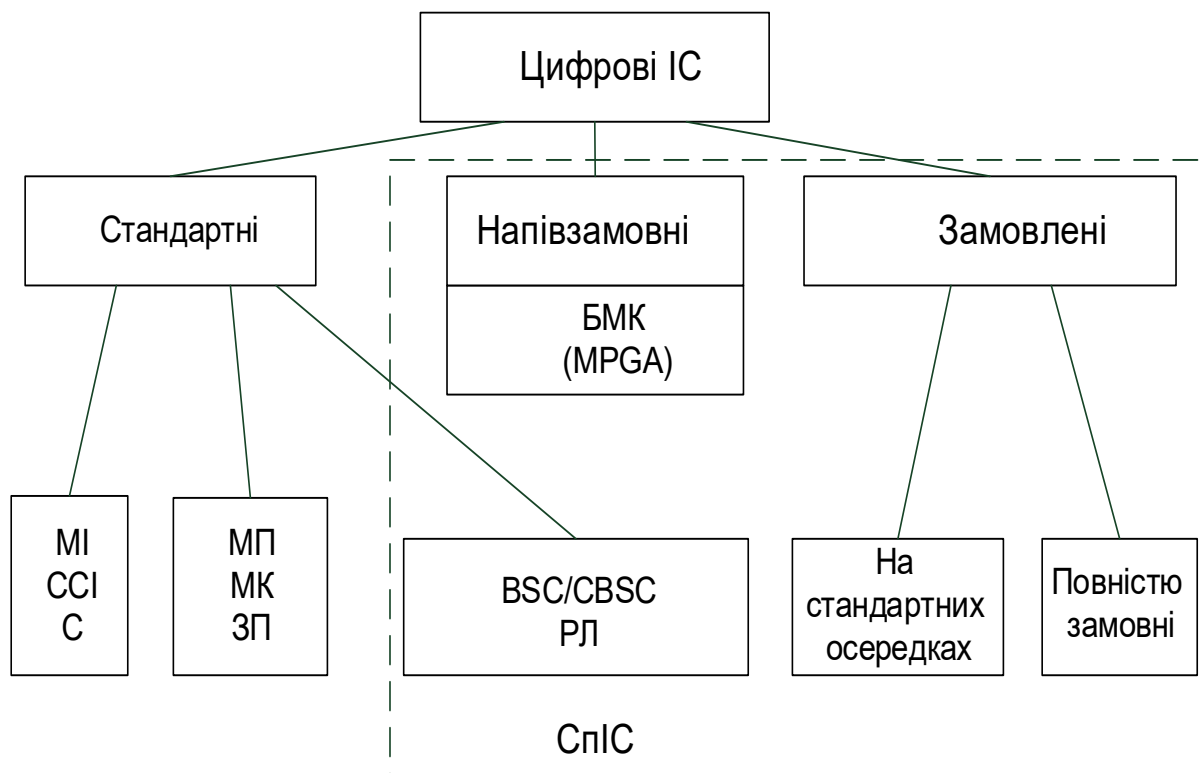 Цифрові ІС
Стандартні
Напівзамовні
Замовлені
БМК
(MPGA)
МІ
ССІ
С
МП
МК
ЗП
BSC/CBSC
РЛ
На
стандартних
осередках
Повністю
замовні
СпІС